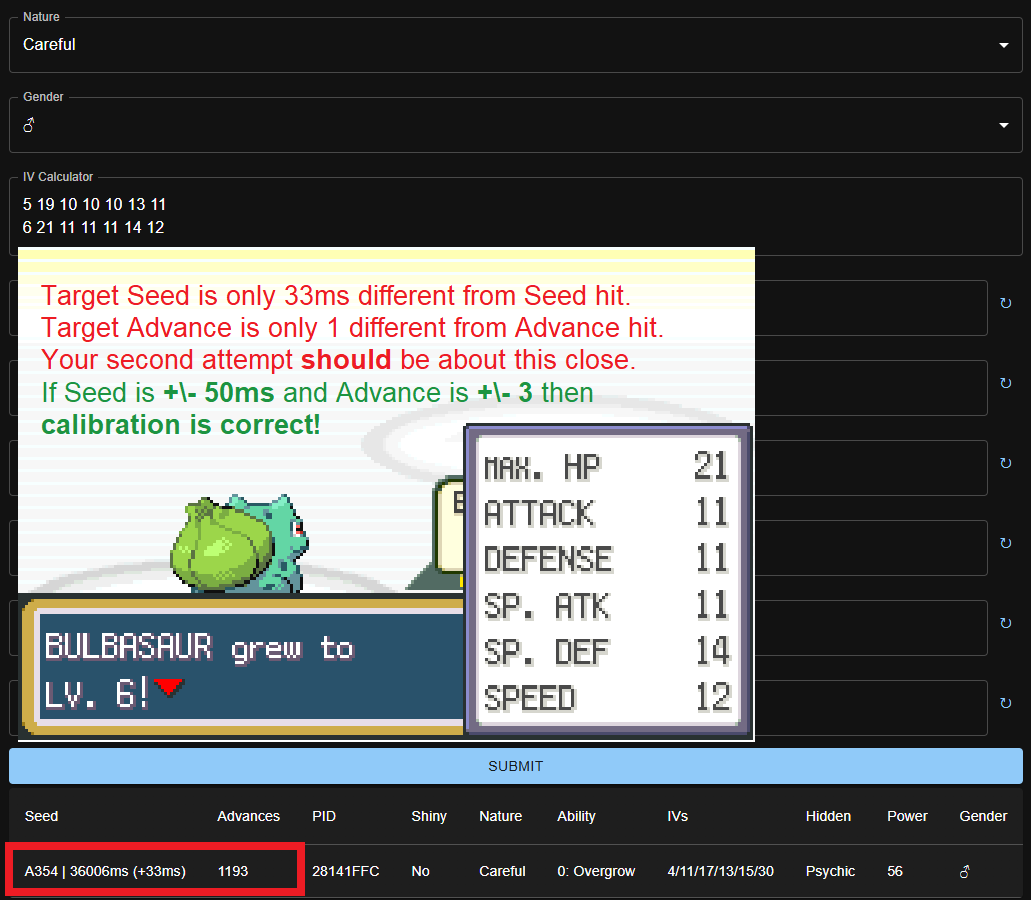 Nature
Careful
Gender
♂
IV Calculator
5 19 10 10 10 13 11
6 21 11 11 11 14 12
Target Seed is only 33ms different from Seed hit.
Target Advance is only 1 different from Advance hit.
Your second attempt should be about this close.
If Seed is +\- 50ms and Advance is +\- 3 then
calibration is correct!
MAX. HP 21
ATTACK 11
DEFENSE 11
SP. ATK 11
SP. DEF 14
SPEED 12
BULBASAUR grew to
LV. 6!
SUBMIT
Seed Advances PID Shiny Nature Ability IVs Hidden Power Gender
A354 | 36006ms (+33ms) 1193 28141FFC No Careful 0: Overgrow 4/11/17/13/15/30 Psychic 56 ♂